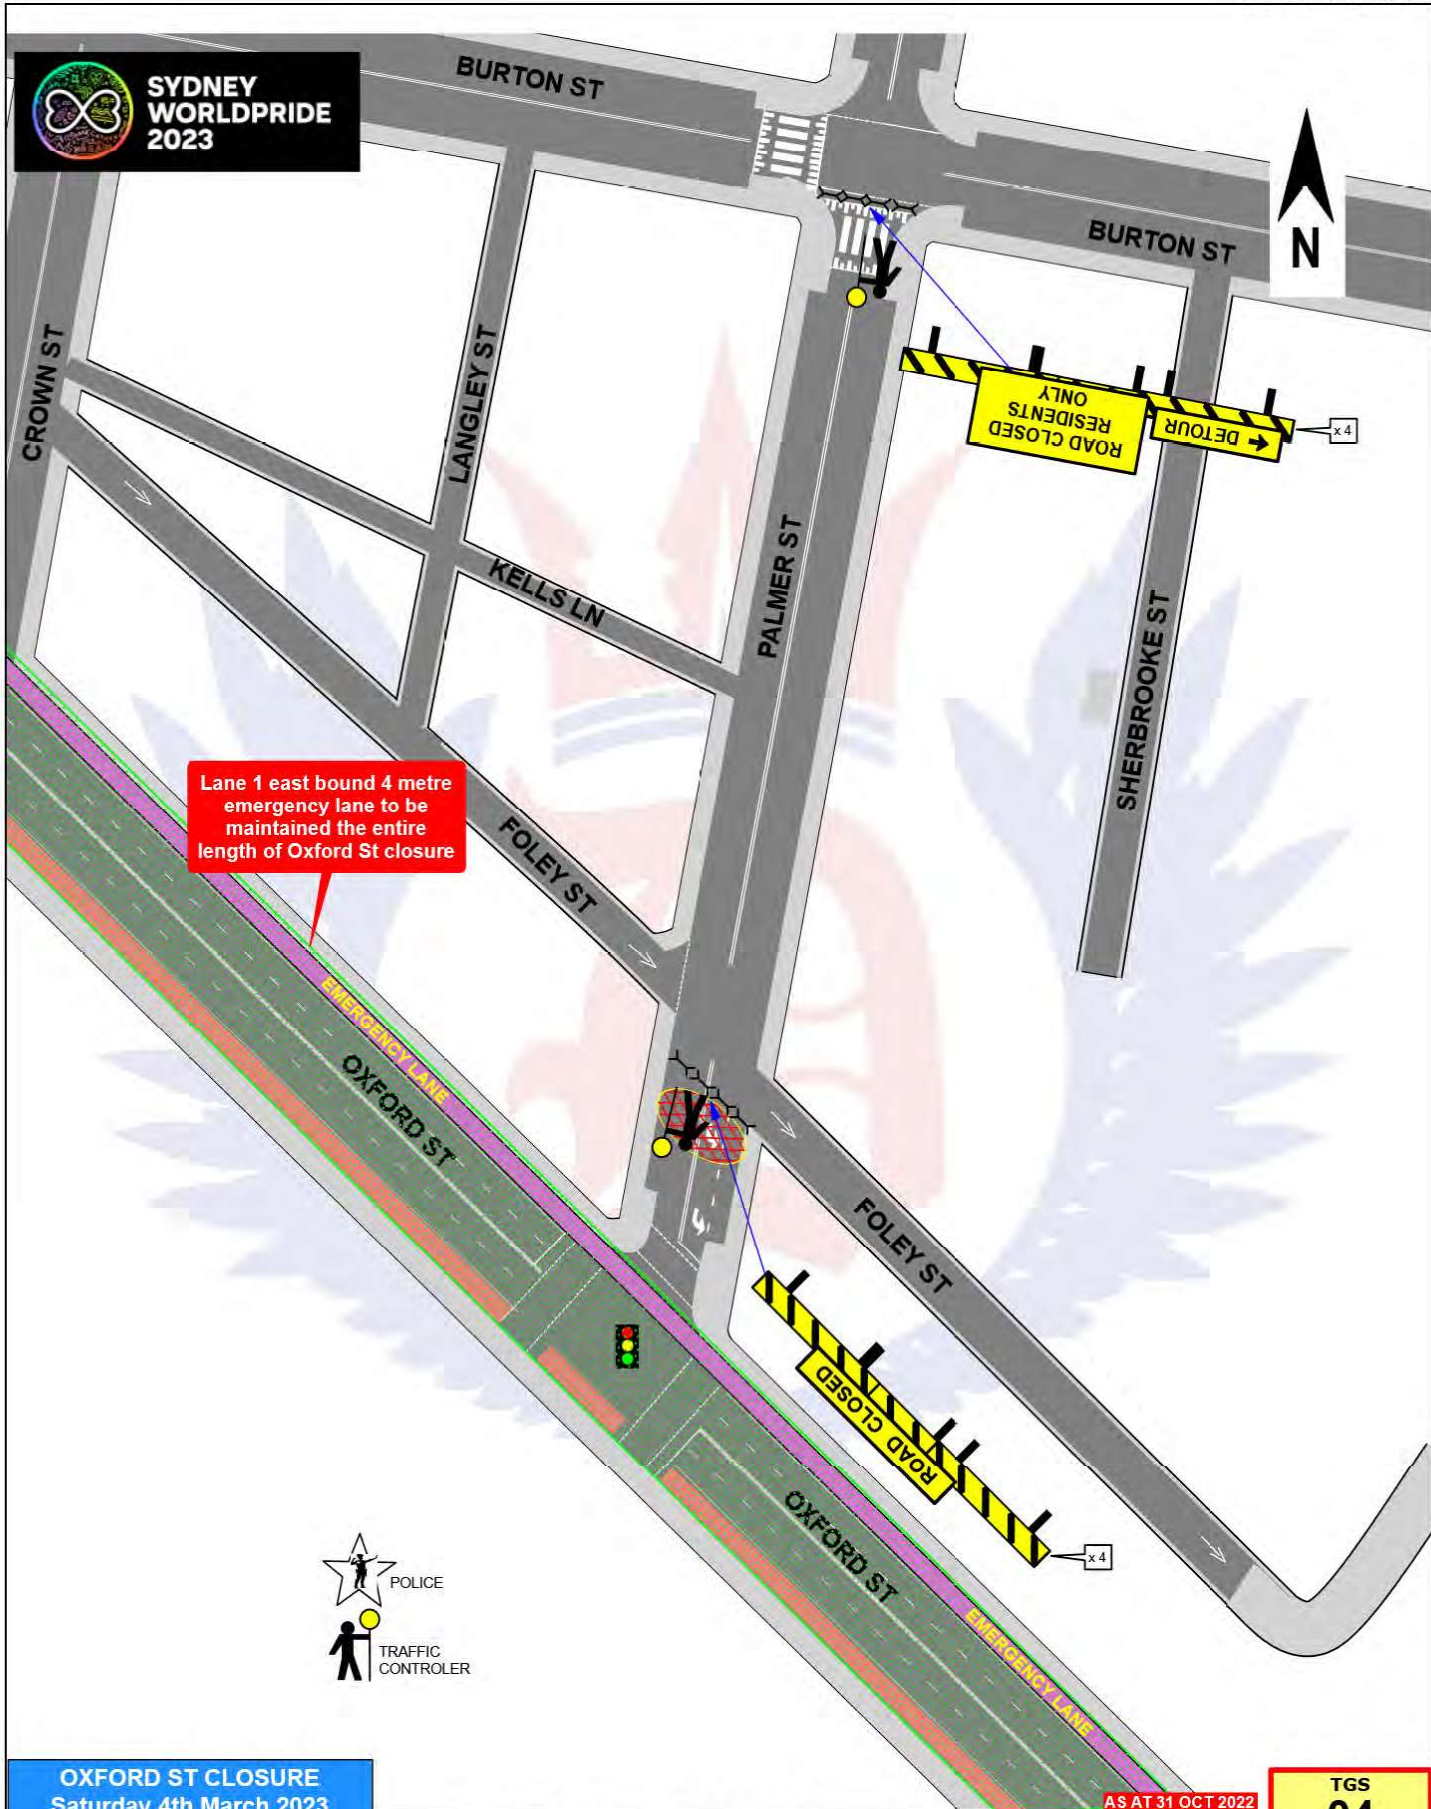 SYDNEY
WORLDPRIDE
2023
BURTON ST
BURTON ST
N
CROWN ST
LANGLEY ST
ROAD CLOSED
RESIDENTS
ONLY
DETOUR
x 4
PALMER ST
KELLS LN
SHERBROOKE ST
Lane 1 east bound 4 metre
emergency lane to be
maintained the entire
length of Oxford St closure
FOLEY ST
EMERGENCY LANE
OXFORD ST
FOLEY ST
ROAD CLOSED
x 4
OXFORD ST
EMERGENCY LANE
POLICE
TRAFFIC
CONTROLER
OXFORD ST CLOSURE
Saturday 4th March 2023
AS AT 31 OCT 2022
TGS